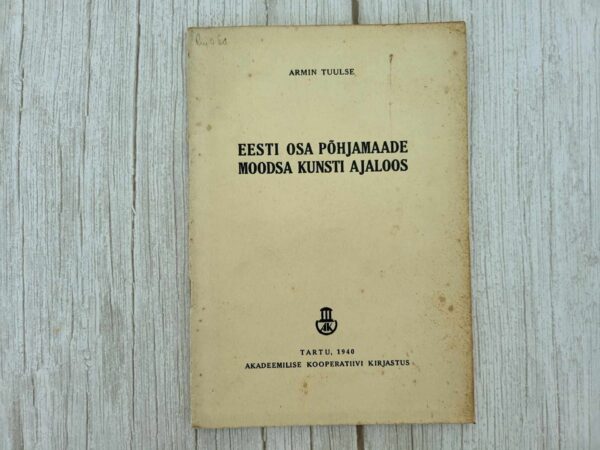 ARMIN TUULSE
EESTI OSA PÕHJAMAADE
MOODSA KUNSTI AJALOOS
AK
TARTU, 1940
AKADEEMILISE KOOPERATIIVI KIRJASTUS